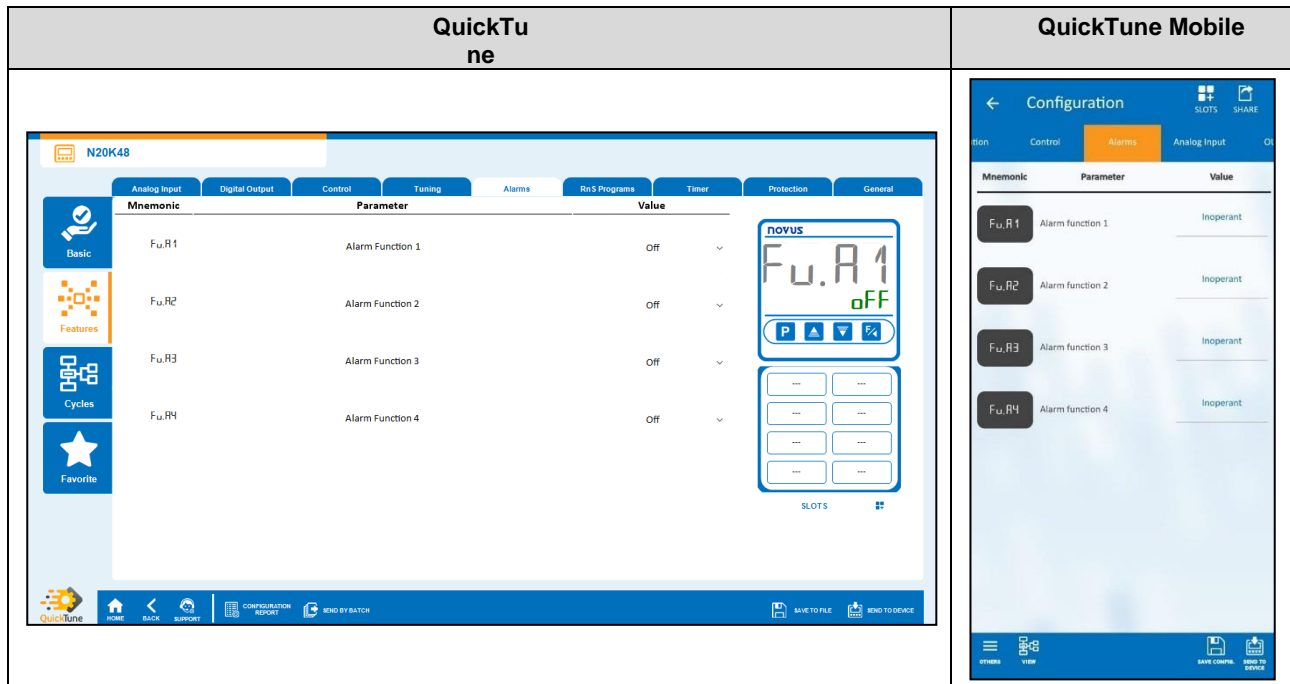 QuickTu
ne
QuickTune Mobile
N20K48
Analog Input Digital Output Control Tuning Alarms RnS Programs Timer Protection General
Mnemonic Parameter Value
Basic
Features
Cycles
Favorite
Fu.A1 Alarm Function 1 Off
Fu.A2 Alarm Function 2 Off
Fu.A3 Alarm Function 3 Off
Fu.A4 Alarm Function 4 Off
novus
Fu.A1
oFF
P F/
--- ---
--- ---
--- ---
--- ---
SLOTS
QuickTune
HOME BACK SUPPORT
CONFIGURATION
REPORT
SEND BY BATCH
SAVE TO FILE
SEND TO DEVICE
Configuration
SLOTS SHARE
tion Control Alarms Analog Input
Mnemonic Parameter Value
Fu.A1 Alarm function 1 Inoperant
Fu.A2 Alarm function 2 Inoperant
Fu.A3 Alarm function 3 Inoperant
Fu.A4 Alarm function 4 Inoperant
OTHERS VIEW
SAVE CONFIG.
SEND TO
DEVICE